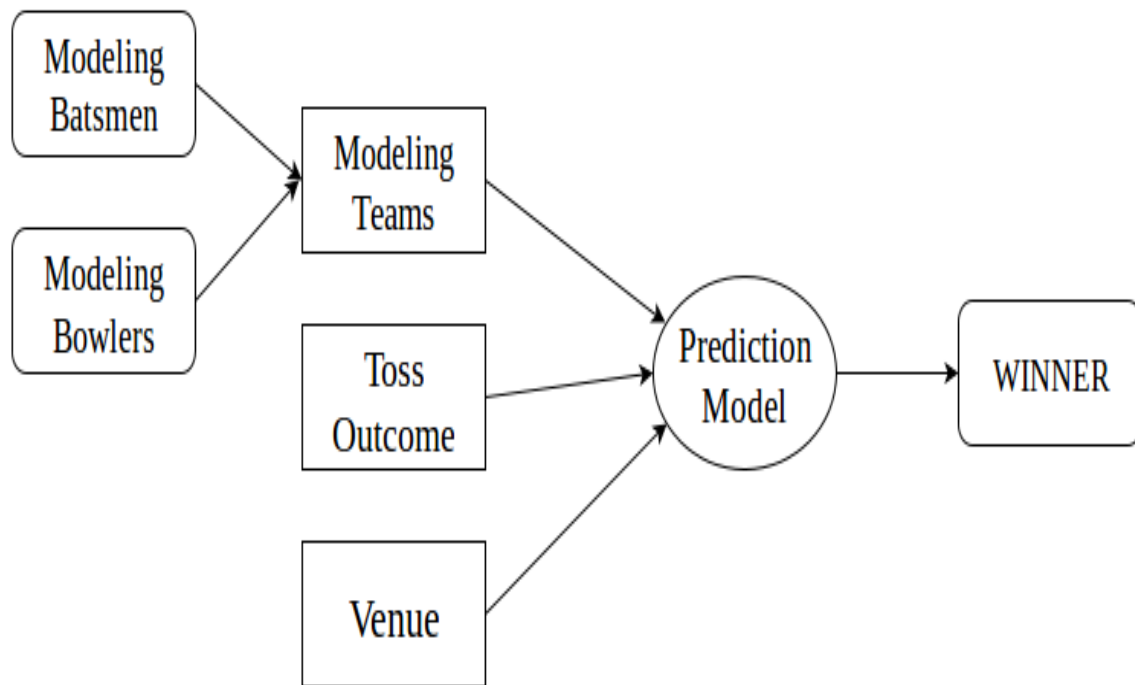 Modeling
Batsmen
Modeling
Bowlers
Modeling
Teams
Toss
Outcome
Venue
Prediction
Model
WINNER